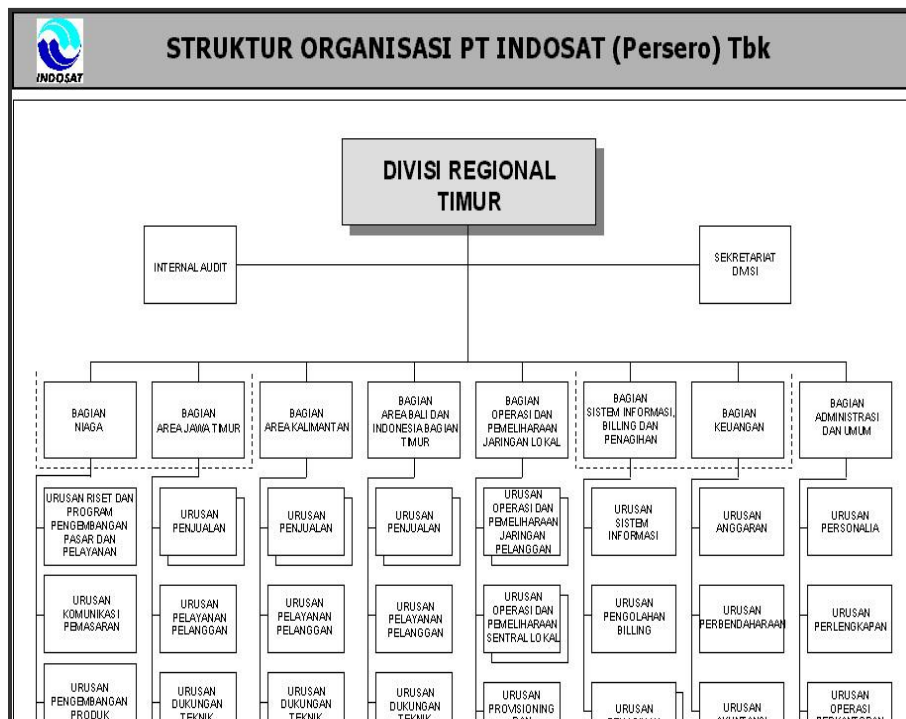 INDOSAT
STRUKTUR ORGANISASI PT INDOSAT (Persero) Tbk
DIVISI REGIONAL
TIMUR
INTERNAL AUDIT
SEKRETARIAT
DMSI
BAGIAN
NIAGA
BAGIAN
AREA JAWA TIMUR
BAGIAN
AREA KALIMANTAN
BAGIAN
AREA BALI DAN
INDONESIA BAGIAN
TIMUR
BAGIAN
OPERASI DAN
PEMELIHARAAN
JARINGAN LOKAL
BAGIAN
SISTEM INFORMASI,
BILLING DAN
PENAGIHAN
BAGIAN
KEUANGAN
BAGIAN
ADMINISTRASI
DAN UMUM
URUSAN RISET DAN
PROGRAM
PENGEMBANGAN
PASAR DAN
PELAYANAN
URUSAN
PENJUALAN
URUSAN
PENJUALAN
URUSAN
PENJUALAN
URUSAN
OPERASI DAN
PEMELIHARAAN
JARINGAN
PELANGGAN
URUSAN
SISTEM
INFORMASI
URUSAN
ANGGARAN
URUSAN
PERSONALIA
URUSAN
KOMUNIKASI
PEMASARAN
URUSAN
PELAYANAN
PELANGGAN
URUSAN
PELAYANAN
PELANGGAN
URUSAN
PELAYANAN
PELANGGAN
URUSAN
OPERASI DAN
PEMELIHARAAN
SENTRAL LOKAL
URUSAN
PENGOLAHAN
BILLING
URUSAN
PERBENDAHARAAN
URUSAN
PERLENGKAPAN
URUSAN
PENGEMBANGAN
PRODUK
URUSAN
DUKUNGAN
TEKNIK
URUSAN
DUKUNGAN
TEKNIK
URUSAN
DUKUNGAN
TEKNIK
URUSAN
PROVISIONING
DAN
URUSAN
URUSAN
URUSAN
OPERASI